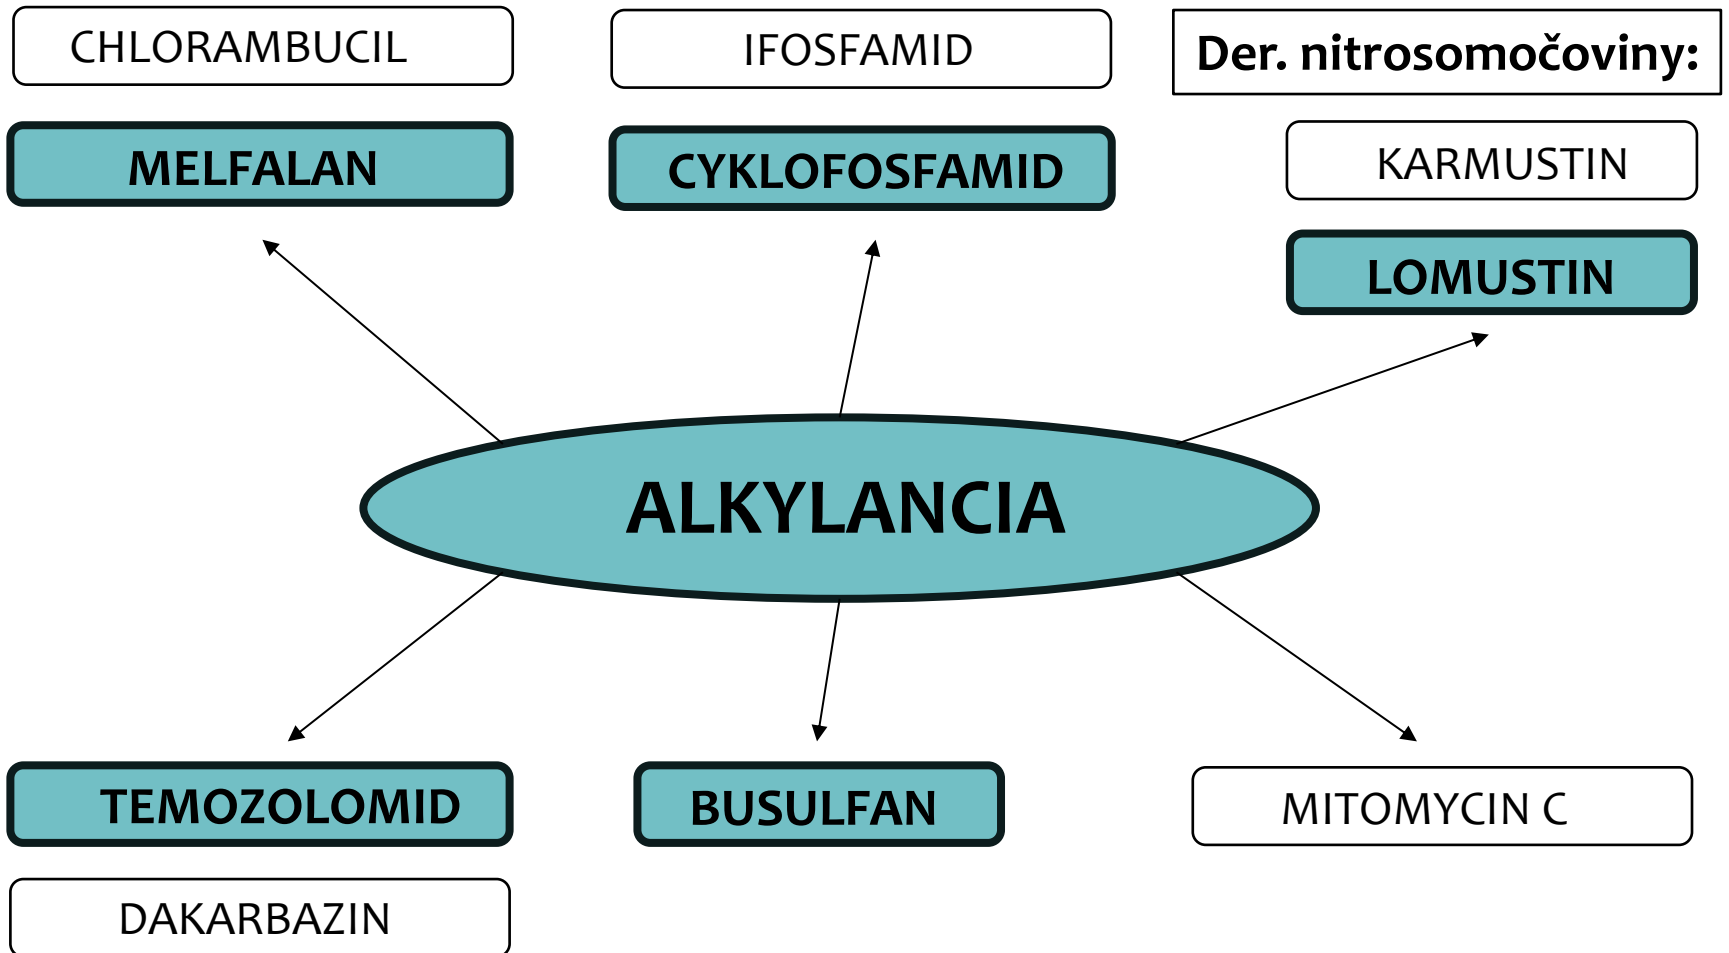 CHLORAMBUCIL
IFOSFAMID
Der. nitrosomočoviny:
MELFALAN
CYKLOFOSFAMID
KARMUSTIN
LOMUSTIN
ALKYLANCIA
TEMOZOLOMID
BUSULFAN
MITOMYCIN C
DAKARBAZIN